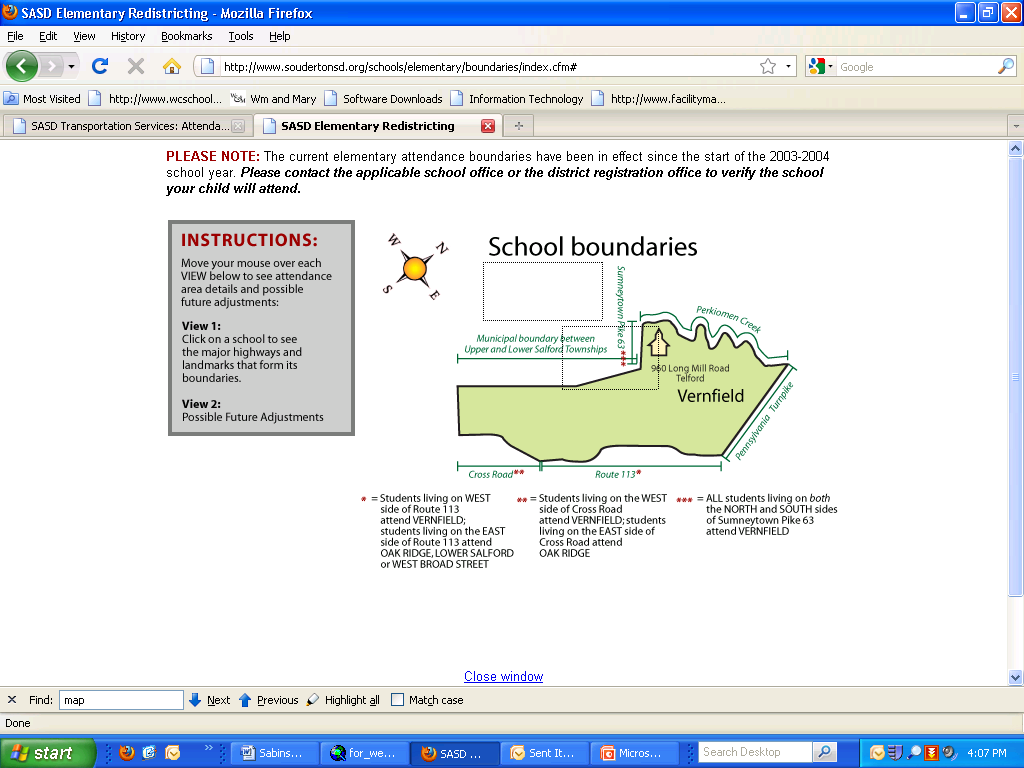 SASD Elementary Redistricting - Mozilla Firefox
File Edit View History Bookmarks Tools Help
http://www.soudertonsd.org/schools/elementary/boundaries/index.cfm#
Google
Most Visited http://www.wcschool... W&M Wm and Mary Software Downloads Information Technology http://www.facilityma...
SASD Transportation Services: Attenda... SASD Elementary Redistricting
PLEASE NOTE: The current elementary attendance boundaries have been in effect since the start of the 2003-2004
school year. Please contact the applicable school office or the district registration office to verify the school
your child will attend.
INSTRUCTIONS:
Move your mouse over each
VIEW below to see attendance
area details and possible
future adjustments:
View 1:
Click on a school to see
the major highways and
landmarks that form its
boundaries.
View 2:
Possible Future Adjustments
W
N
S
E
School boundaries
Sumneytown Pike 63***
Perkiomen Creek
Municipal boundary between
Upper and Lower Salford Townships
960 Long Mill Road
Telford
Vernfield
Pennsylvania Turnpike
Cross Road**
Route 113*
* = Students living on WEST
side of Route 113
attend VERNFIELD;
students living on the EAST
side of Route 113 attend
OAK RIDGE, LOWER SALFORD
or WEST BROAD STREET
** = Students living on the WEST
side of Cross Road
attend VERNFIELD; students
living on the EAST side of
Cross Road attend
OAK RIDGE
*** = ALL students living on both
the NORTH and SOUTH sides
of Sumneytown Pike 63
attend VERNFIELD
Close window
Find: map Next Previous Highlight all Match case
Done
start Sabins... for_we... SASD ... Sent It... Micros... Search Desktop 4:07 PM